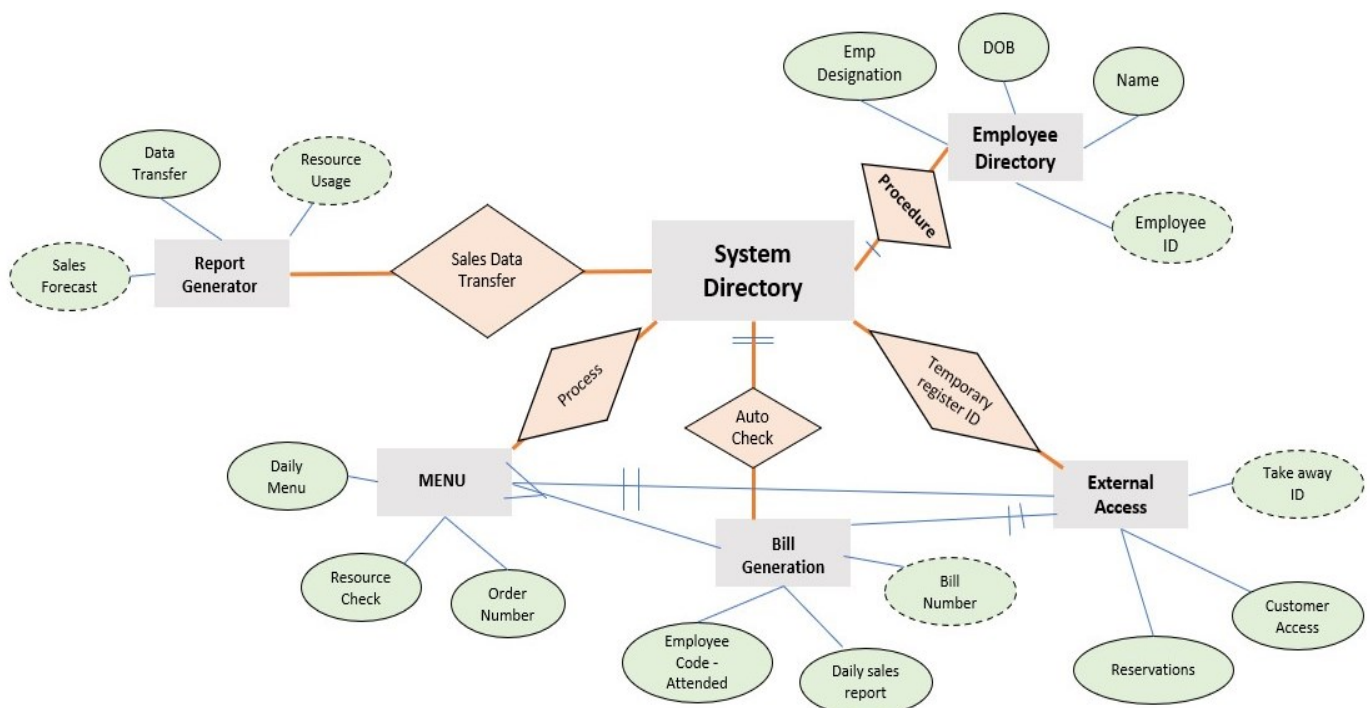 Emp
Designation
DOB
Name
Employee
Directory
Employee
ID
Procedure
Data
Transfer
Resource
Usage
Sales
Forecast
Report
Generator
Sales Data
Transfer
System
Directory
Process
Auto
Check
Temporary
register ID
Daily
Menu
MENU
Resource
Check
Order
Number
Bill
Generation
Bill
Number
Employee
Code -
Attended
Daily sales
report
External
Access
Take away
ID
Customer
Access
Reservations